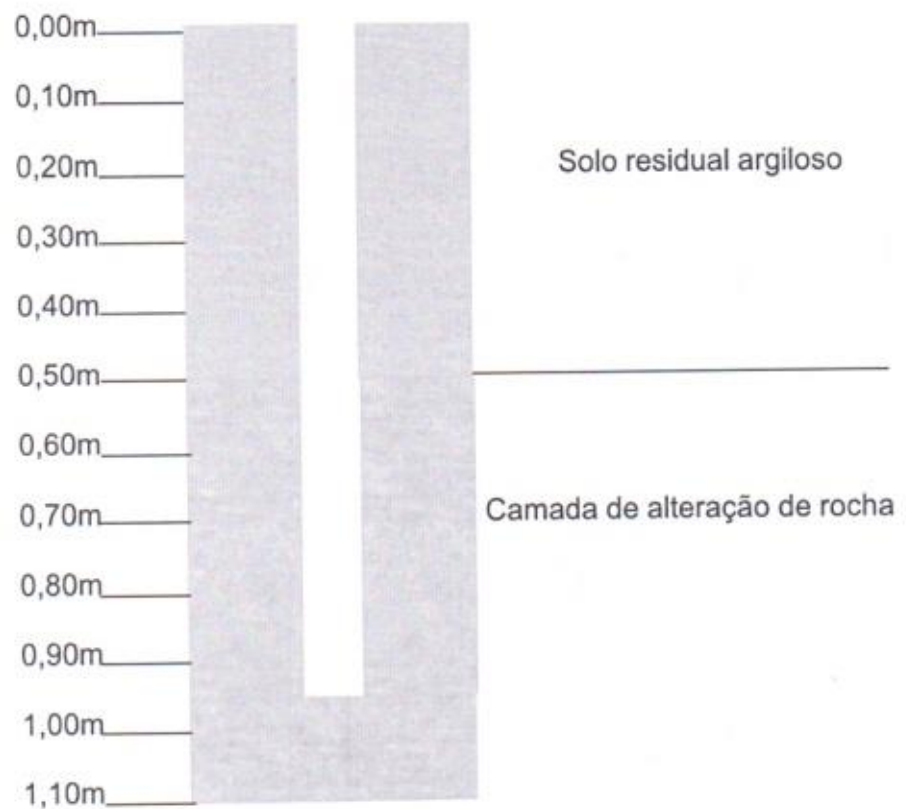 0,00m
0,10m
0,20m
Solo residual argiloso
0,30m
0,40m
0,50m
0,60m
0,70m
Camada de alteração de rocha
0,80m
0,90m
1,00m
1,10m